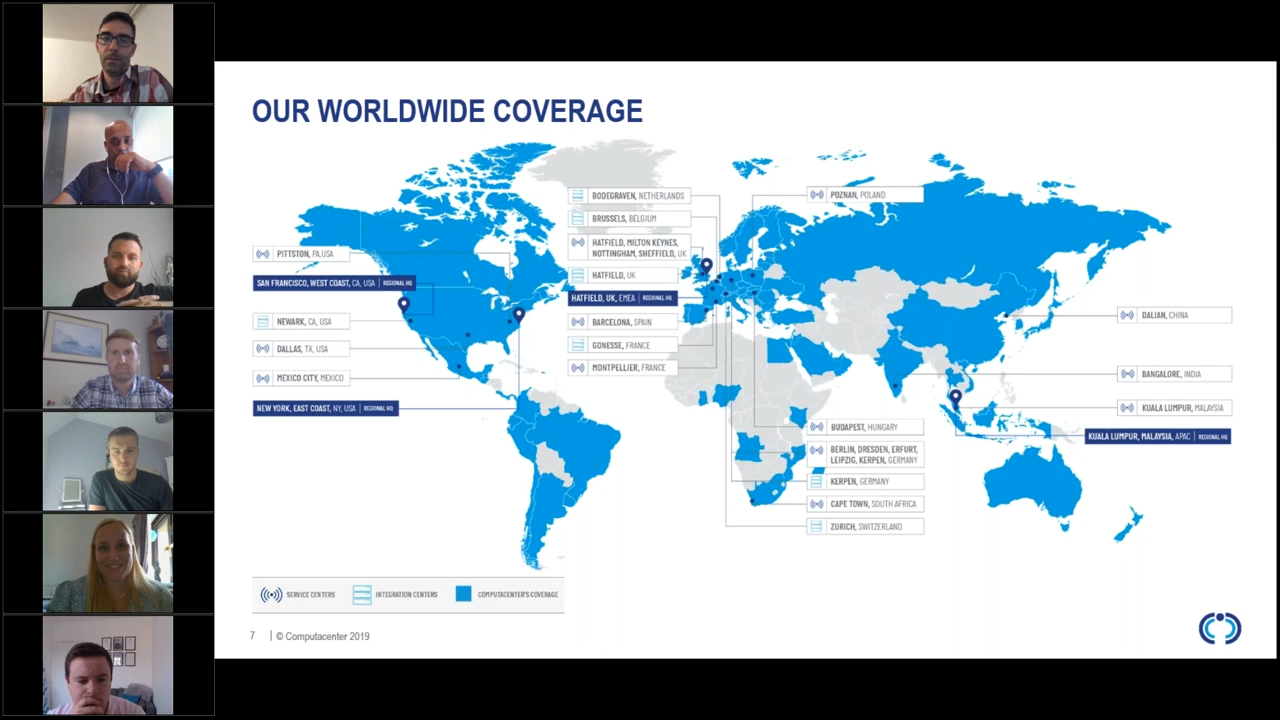 OUR WORLDWIDE COVERAGE
PITTSTON, PA,USA
SAN FRANCISCO, WEST COAST, CA, USA | REGIONAL HQ
NEWARK, CA, USA
DALLAS, TX, USA
MEXICO CITY, MEXICO
NEW YORK, EAST COAST, NY, USA | REGIONAL HQ
BODEGRAVEN, NETHERLANDS
BRUSSELS, BELGIUM
HATFIELD, MILTON KEYNES,
NOTTINGHAM, SHEFFIELD, UK
HATFIELD, UK
HATFIELD, UK, EMEA | REGIONAL HQ
BARCELONA, SPAIN
GONESSE, FRANCE
MONTPELLIER, FRANCE
POZNAN, POLAND
BUDAPEST, HUNGARY
BERLIN, DRESDEN, ERFURT,
LEIPZIG, KERPEN, GERMANY
KERPEN, GERMANY
CAPE TOWN, SOUTH AFRICA
ZURICH, SWITZERLAND
DALIAN, CHINA
BANGALORE, INDIA
KUALA LUMPUR, MALAYSIA
KUALA LUMPUR, MALAYSIA, APAC | REGIONAL HQ
SERVICE CENTERS
INTEGRATION CENTERS
COMPUTACENTER'S COVERAGE
7 | © Computacenter 2019